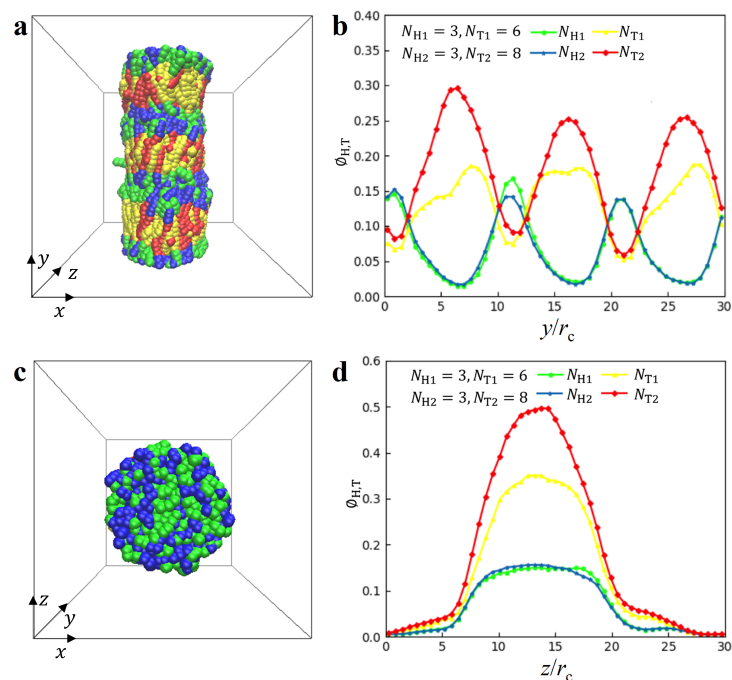 a
y
z
x
b
N_H1 = 3, N_T1 = 6 N_H1 N_T1
N_H2 = 3, N_T2 = 8 N_H2 N_T2
0.40
0.35
0.30
0.25
0.20
0.15
0.10
0.05
0.00
ø_H,T
0 5 10 15 20 25 30
y/r_c
c
z
y
x
d
N_H1 = 3, N_T1 = 6 N_H1 N_T1
N_H2 = 3, N_T2 = 8 N_H2 N_T2
0.6
0.5
0.4
0.3
0.2
0.1
0.0
ø_H,T
0 5 10 15 20 25 30
z/r_c